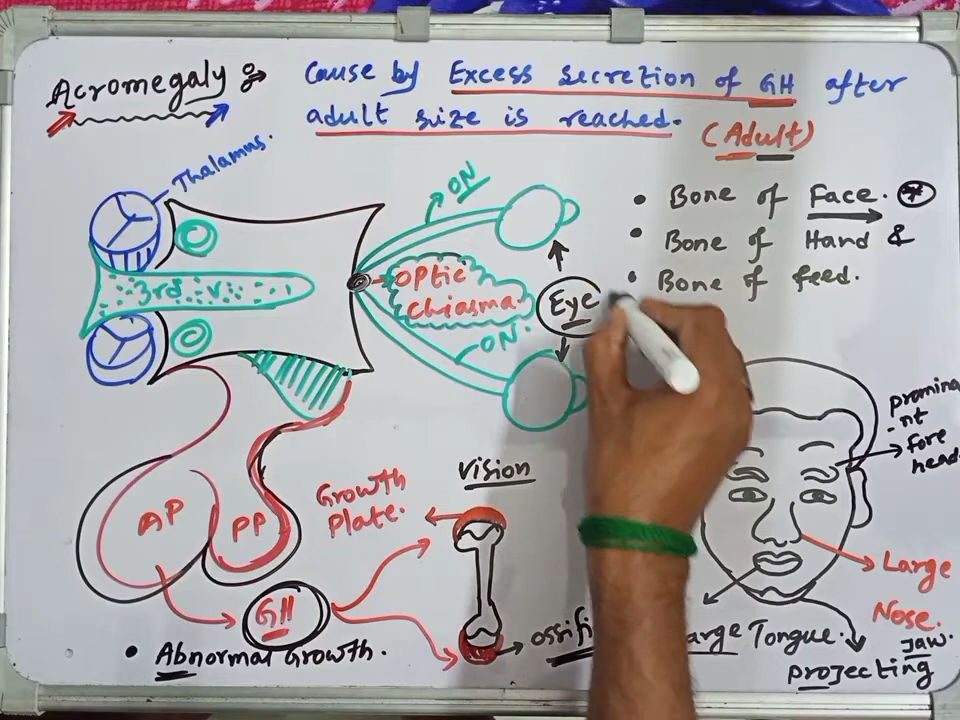 Acromegaly
Cause by Excess secretion of GH after
adult size is reached.
(Adult)
Thalamus.
ON
Bone of Face.
Bone of Hand &
Bone of feed.
3rd
optic
chiasma.
Eye
ON.
Vision
Growth
Plate.
AP
PP
GH
Abnormal Growth.
Tongue.
promina
-nt
Fore
head
Large
Nose.
Jaw.
projecting